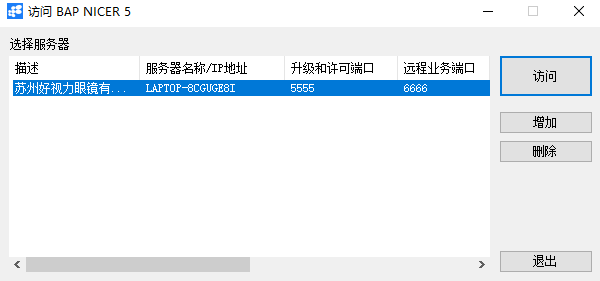 访问 BAP NICER 5
选择服务器
描述 服务器名称/IP地址 升级和许可端口 远程业务端口
苏州好视力眼镜有... LAPTOP-8CGUGE8I 5555 6666
访问
增加
删除
退出